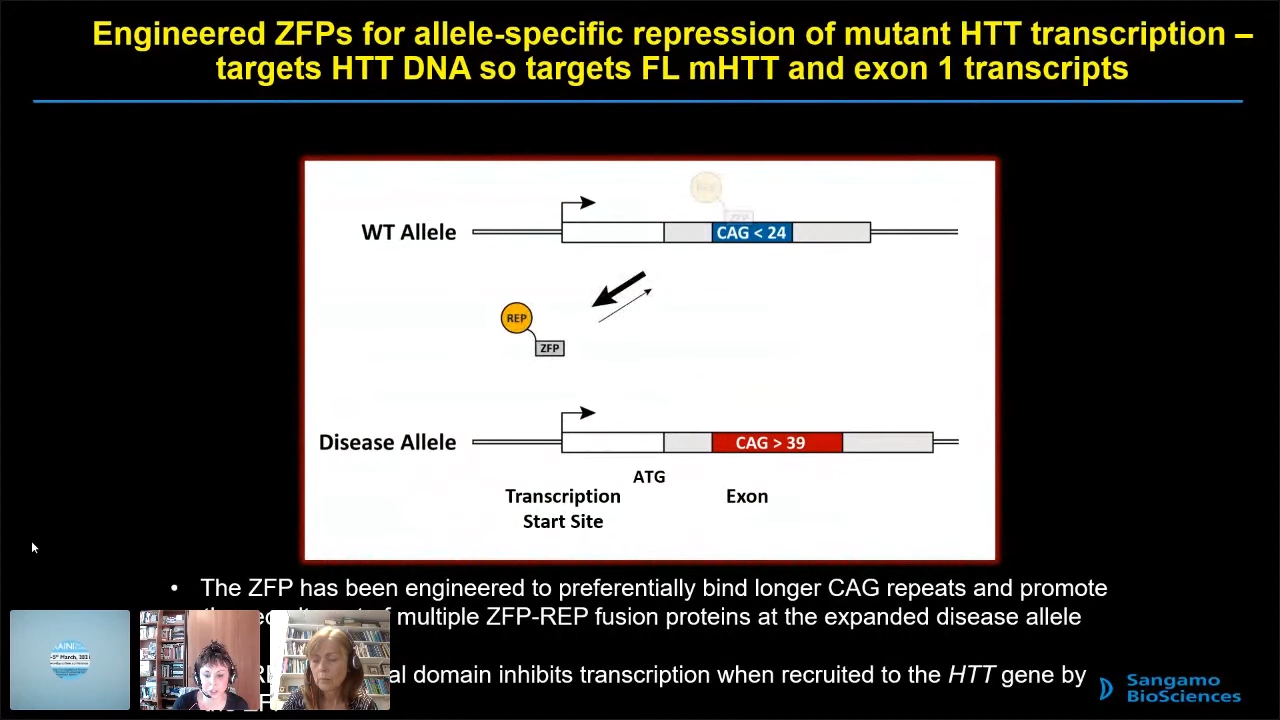 Engineered ZFPs for allele-specific repression of mutant HTT transcription –
targets HTT DNA so targets FL mHTT and exon 1 transcripts
REP
ZFP
WT Allele
CAG < 24
REP
ZFP
Disease Allele
CAG > 39
ATG
Transcription
Start Site
Exon
• The ZFP has been engineered to preferentially bind longer CAG repeats and promote
multiple ZFP-REP fusion proteins at the expanded disease allele
domain inhibits transcription when recruited to the HTT gene by
Sangamo
BioSciences